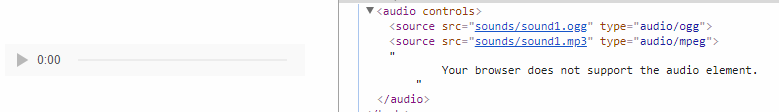 0:00
<audio controls>
<source src="sounds/sound1.ogg" type="audio/ogg">
<source src="sounds/sound1.mp3" type="audio/mpeg">
"
Your browser does not support the audio element.
"
</audio>